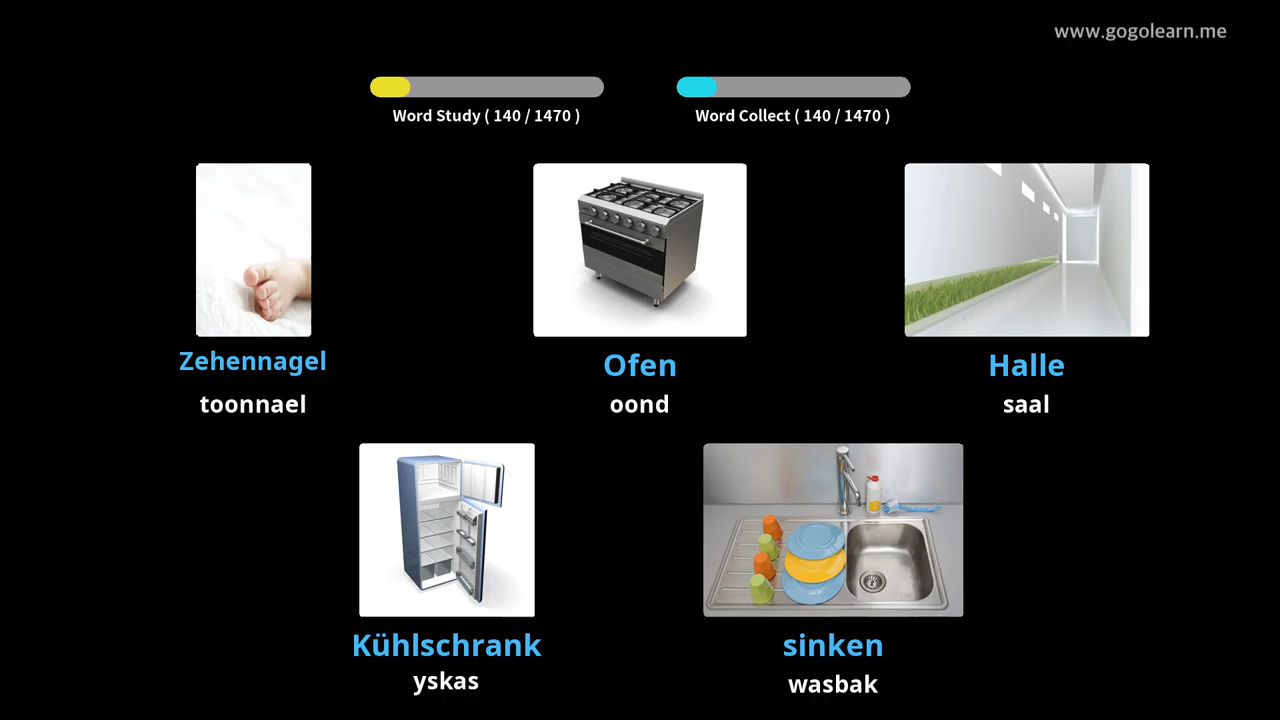 www.gogolearn.me
Word Study ( 140 / 1470 )
Word Collect ( 140 / 1470 )
Zehennagel
toonnael
Ofen
oond
Halle
saal
Kühlschrank
yskas
sinken
wasbak